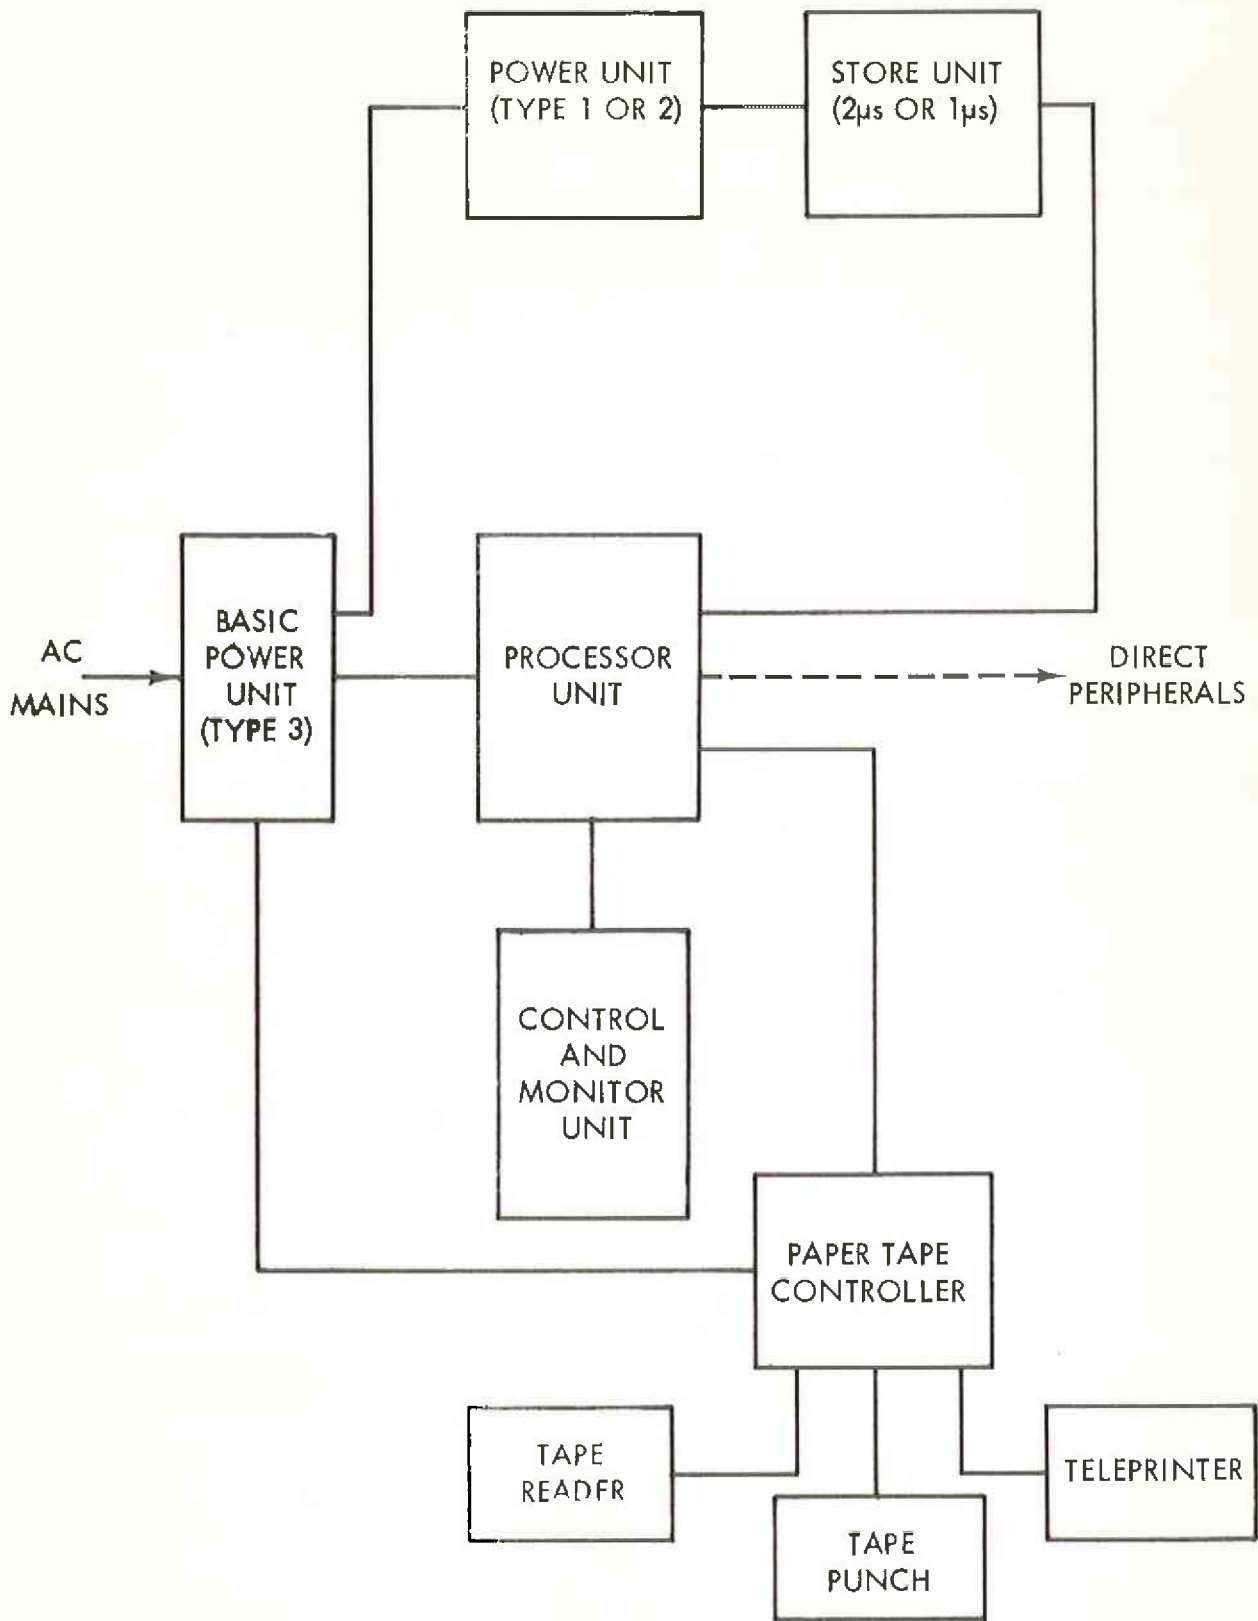 POWER UNIT
(TYPE 1 OR 2)
STORE UNIT
(2µs OR 1µs)
BASIC
POWER
UNIT
(TYPE 3)
AC
MAINS
PROCESSOR
UNIT
DIRECT
PERIPHERALS
CONTROL
AND
MONITOR
UNIT
PAPER TAPE
CONTROLLER
TAPE
READER
TELEPRINTER
TAPE
PUNCH